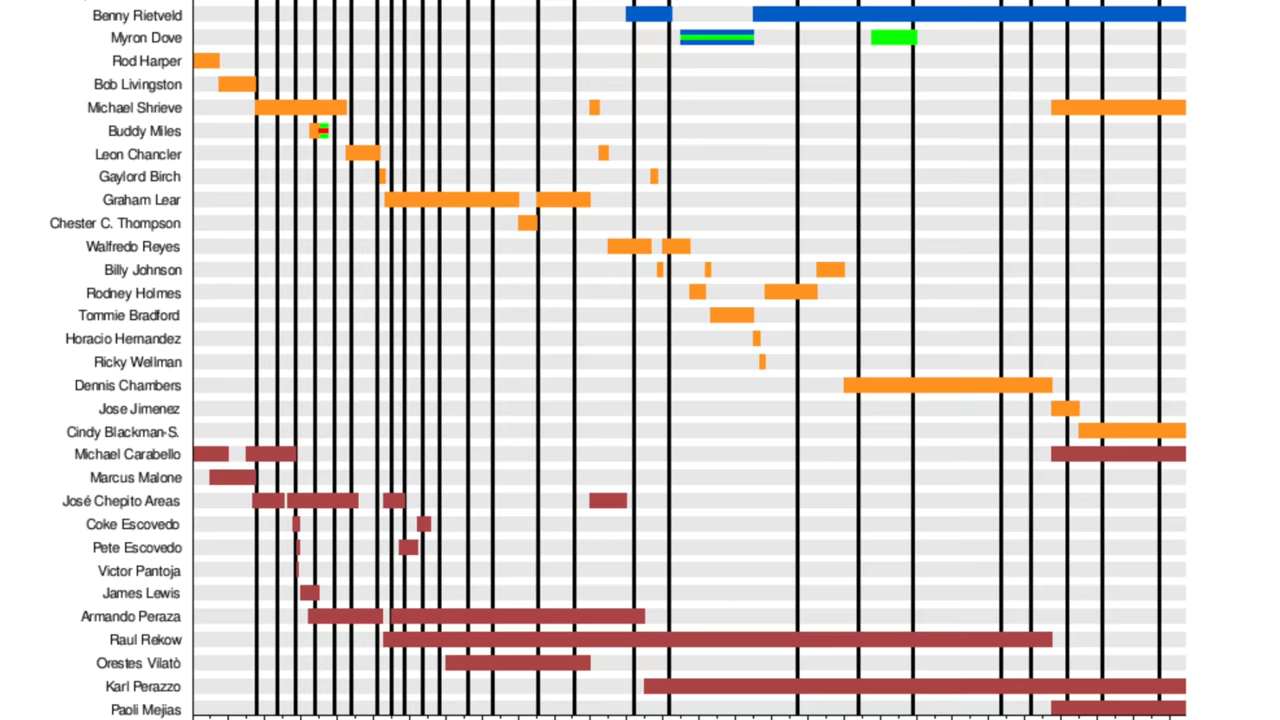 Benny Rietveld
Myron Dove
Rod Harper
Bob Livingston
Michael Shrieve
Buddy Miles
Leon Chancler
Gaylord Birch
Graham Lear
Chester C. Thompson
Walfredo Reyes
Billy Johnson
Rodney Holmes
Tommie Bradford
Horacio Hernandez
Ricky Wellman
Dennis Chambers
Jose Jimenez
Cindy Blackman-S.
Michael Carabello
Marcus Malone
José Chepito Areas
Coke Escovedo
Pete Escovedo
Victor Pantoja
James Lewis
Armando Peraza
Raul Rekow
Orestes Vilatò
Karl Perazzo
Paoli Mejias